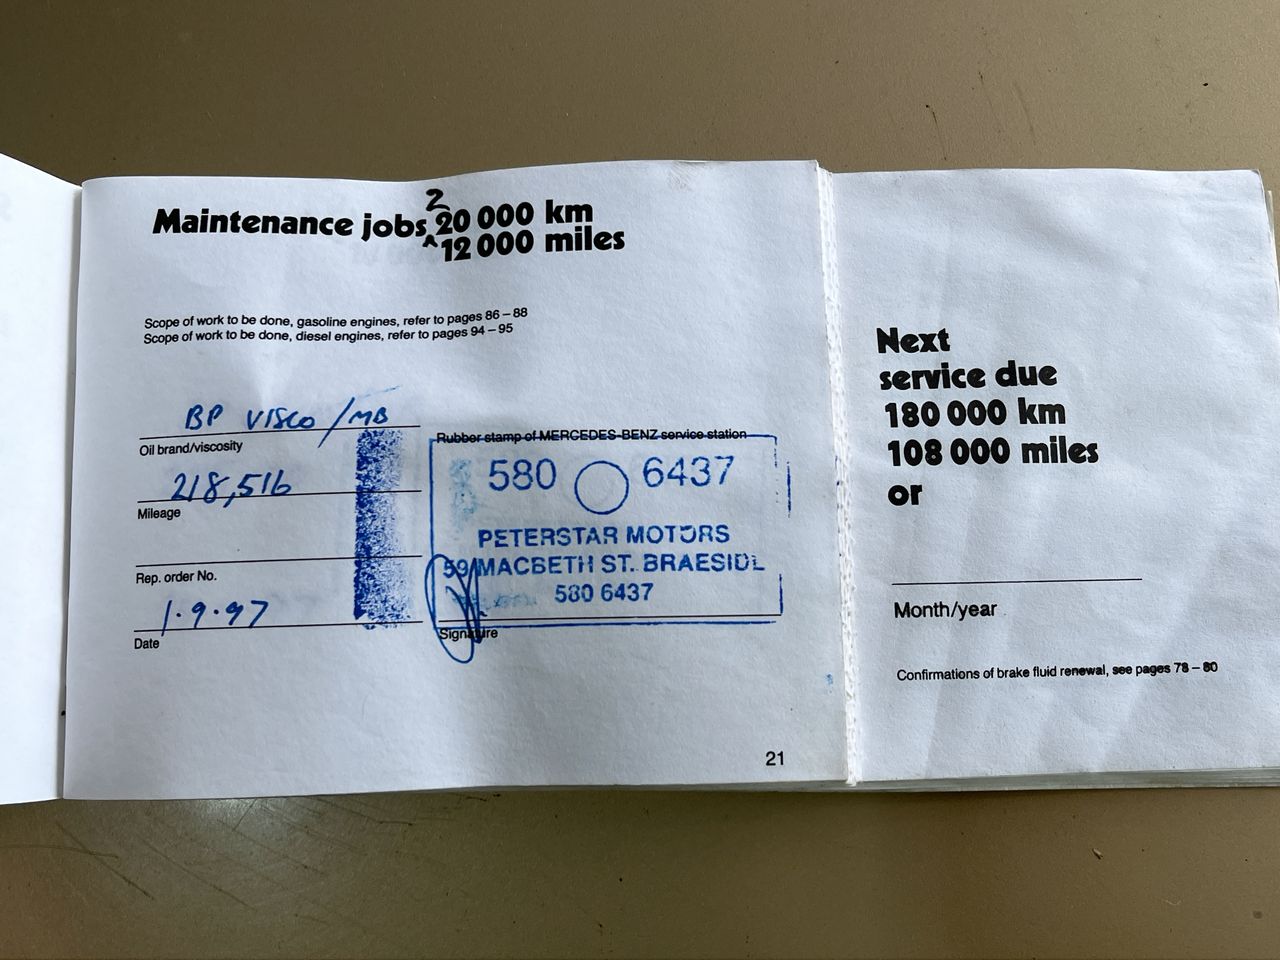 2
Maintenance jobs 20 000 km
^12 000 miles
Scope of work to be done, gasoline engines, refer to pages 86 – 88
Scope of work to be done, diesel engines, refer to pages 94 – 95
BP VISCO / MB
Oil brand/viscosity
218,516
Mileage
Rep. order No.
1.9.97
Date
Rubber stamp of MERCEDES-BENZ service station
580 6437
PETERSTAR MOTORS
59 MACBETH ST. BRAESIDE
580 6437
Signature
21
Next
service due
180 000 km
108 000 miles
or
Month/year
Confirmations of brake fluid renewal, see pages 78 – 80